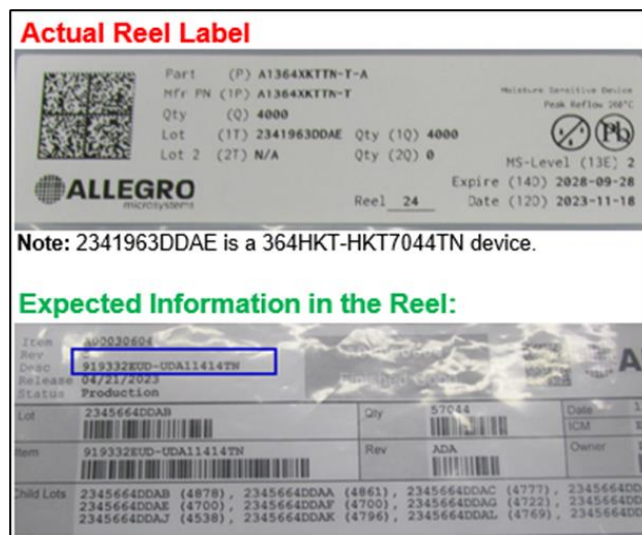 Actual Reel Label
Part (P) A1364XKTTN-T-A
Mfr PN (1P) A1364XKTTN-T
Qty (Q) 4000
Lot (1T) 2341963DDAE Qty (1Q) 4000
Lot 2 (2T) N/A Qty (2Q) 0
Moisture Sensitive Device
Peak Reflow 260°C
Pb
MS-Level (13E) 2
Expire (14D) 2028-09-28
Reel 24 Date (12D) 2023-11-18
ALLEGRO
microsystems
Note: 2341963DDAE is a 364HKT-HKT7044TN device.
Expected Information in the Reel:
Item A00030604
Rev
Desc 919332EUD-UDA11414TN
Release 04/21/2023
Status Production
Finished Good
A
Lot 2345664DDAB Qty 57044 Date
ICM
Item 919332EUD-UDA11414TN Rev ADA Owner
Child Lots 2345664DDAB (4878), 2345664DDAA (4861), 2345664DDAC (4777),
2345664DDAE (4700), 2345664DDAF (4700), 2345664DDAG (4722),
2345664DDAJ (4538), 2345664DDAK (4796), 2345664DDAL (4769),